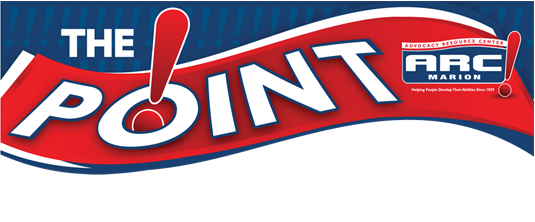 THE
POINT
ADVOCACY RESOURCE CENTER
ARC!
MARION
Helping People Develop Their Abilities Since 1959